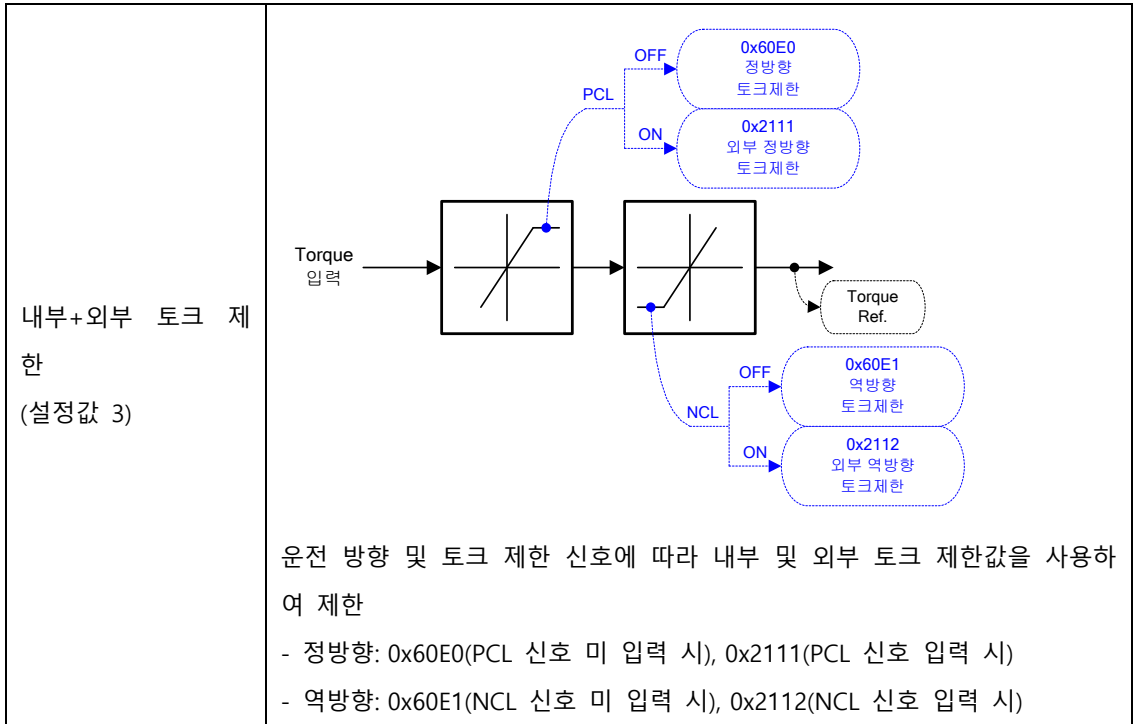 내부+외부 토크 제
한
(설정값 3)
OFF
0x60E0
정방향
토크제한
PCL
ON
0x2111
외부 정방향
토크제한
Torque
입력
Torque
Ref.
OFF
0x60E1
역방향
토크제한
NCL
ON
0x2112
외부 역방향
토크제한
운전 방향 및 토크 제한 신호에 따라 내부 및 외부 토크 제한값을 사용하
여 제한
- 정방향: 0x60E0(PCL 신호 미 입력 시), 0x2111(PCL 신호 입력 시)
- 역방향: 0x60E1(NCL 신호 미 입력 시), 0x2112(NCL 신호 입력 시)